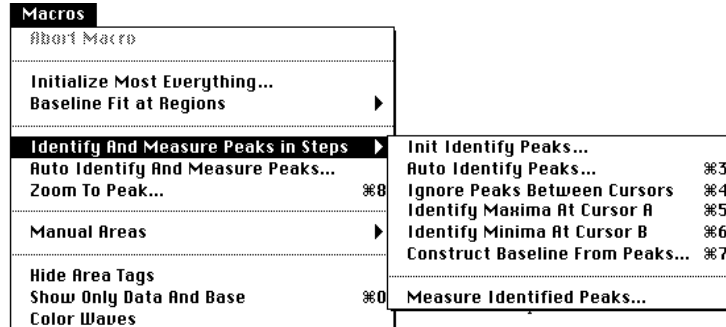 Macros
Abort Macro
Initialize Most Everything...
Baseline Fit at Regions
Identify And Measure Peaks in Steps
Auto Identify And Measure Peaks...
Zoom To Peak... ⌘8
Manual Areas
Hide Area Tags
Show Only Data And Base ⌘0
Color Waves
Init Identify Peaks...
Auto Identify Peaks... ⌘3
Ignore Peaks Between Cursors ⌘4
Identify Maxima At Cursor A ⌘5
Identify Minima At Cursor B ⌘6
Construct Baseline From Peaks... ⌘7
Measure Identified Peaks...